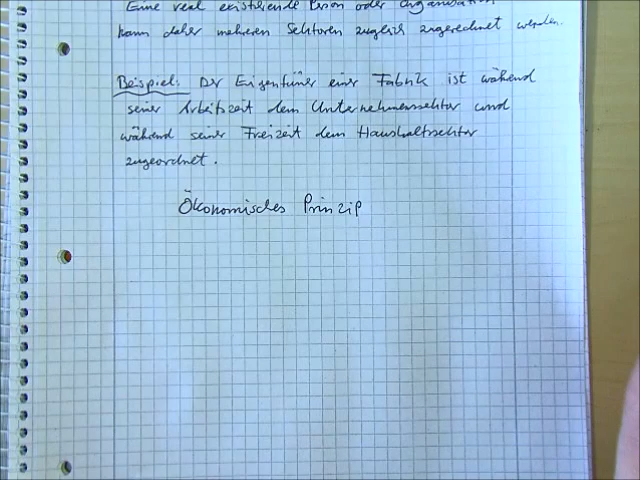 Eine real existierende Person oder Organisation
kann daher mehreren Sektoren zugleich zugerechnet werden.
Beispiel: Der Eigentümer einer Fabrik ist während
seiner Arbeitszeit dem Unternehmenssektor und
während seiner Freizeit dem Haushaltssektor
zugeordnet.
Ökonomisches Prinzip